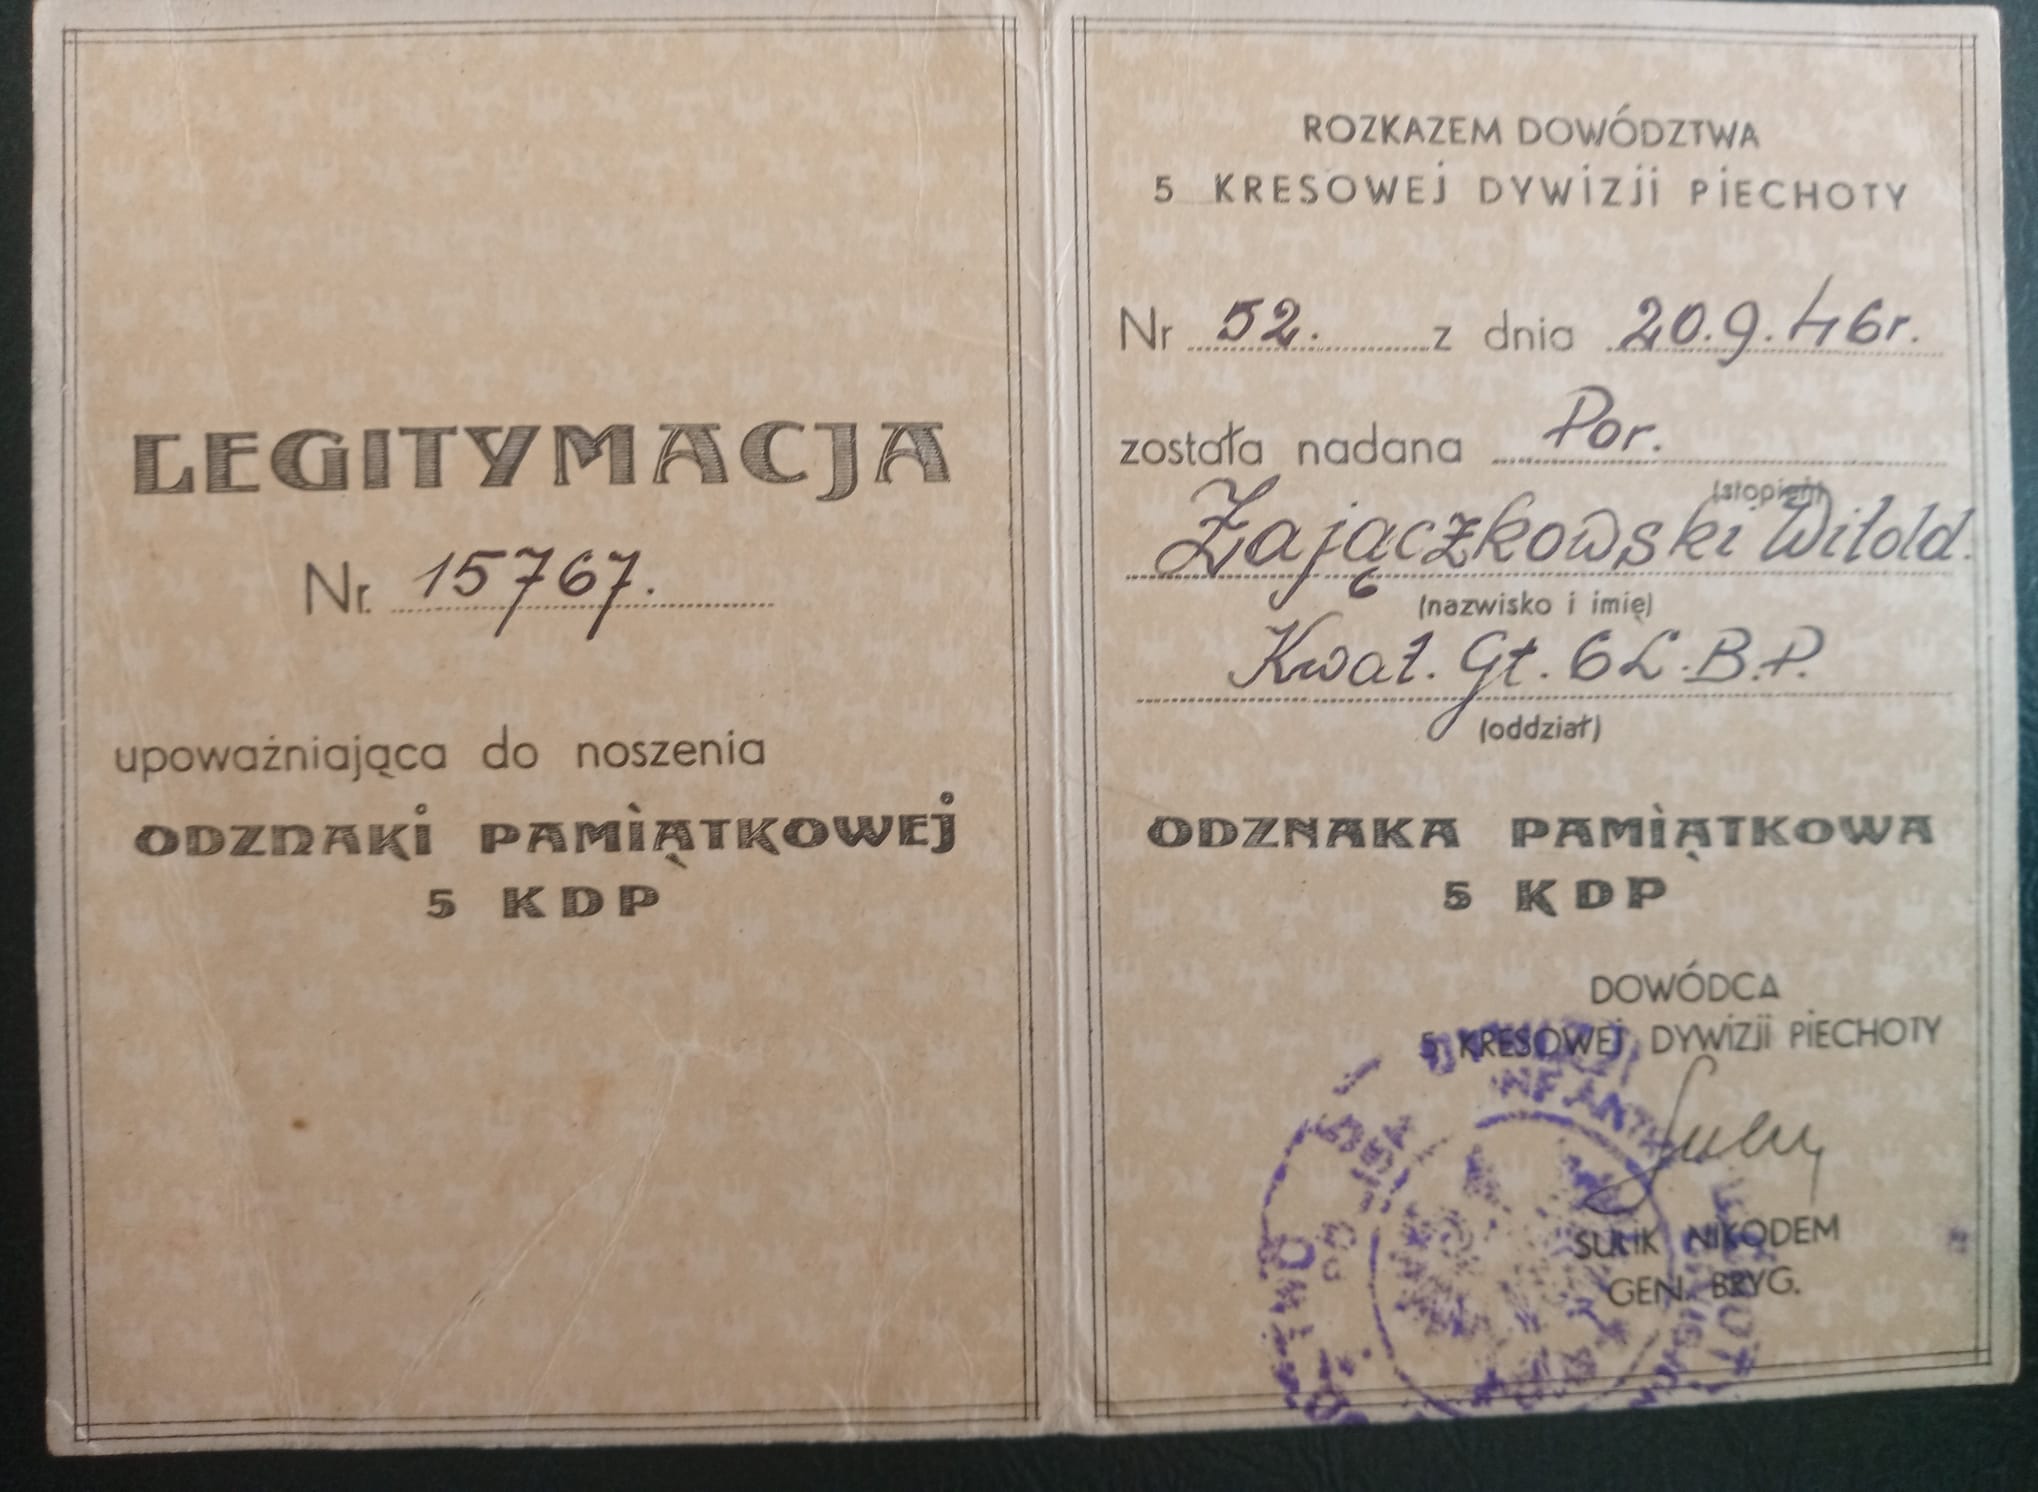 LEGITYMACJA
Nr. 15767.
upoważniająca do noszenia
ODZNAKI PAMIĄTKOWEJ
5 KDP
ROZKAZEM DOWÓDZTWA
5 KRESOWEJ DYWIZJI PIECHOTY
Nr 52. z dnia 20.9.46r.
została nadana Por.
(stopień)
Zajączkowski Witold.
(nazwisko i imię)
Kwat. Gł. 6 L.B.P.
(oddział)
ODZNAKA PAMIĄTKOWA
5 KDP
DOWÓDCA
5 KRESOWEJ DYWIZJI PIECHOTY
SULIK NIKODEM
GEN. BRYG.